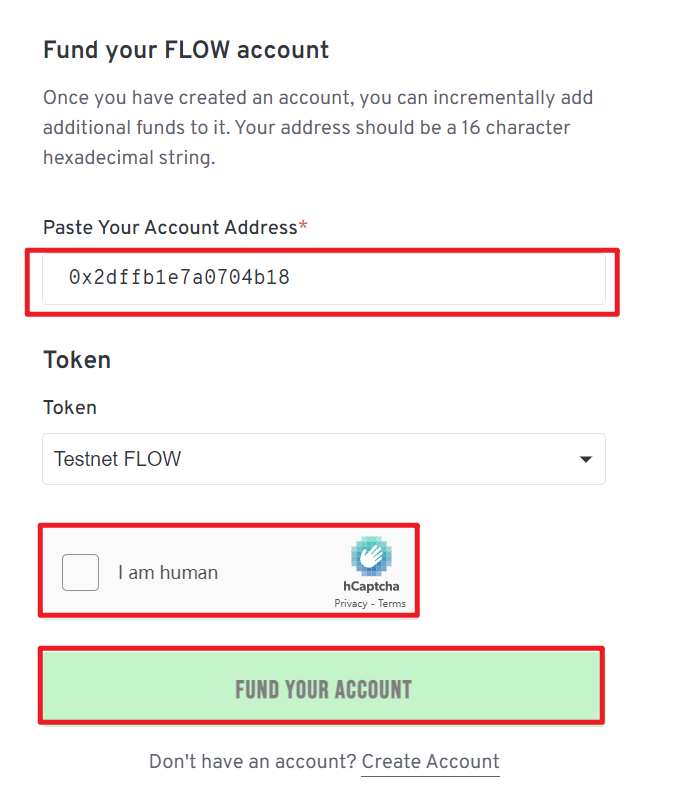 Fund your FLOW account
Once you have created an account, you can incrementally add
additional funds to it. Your address should be a 16 character
hexadecimal string.
Paste Your Account Address*
0x2dffb1e7a0704b18
Token
Token
Testnet FLOW
I am human
hCaptcha
Privacy - Terms
FUND YOUR ACCOUNT
Don't have an account? Create Account